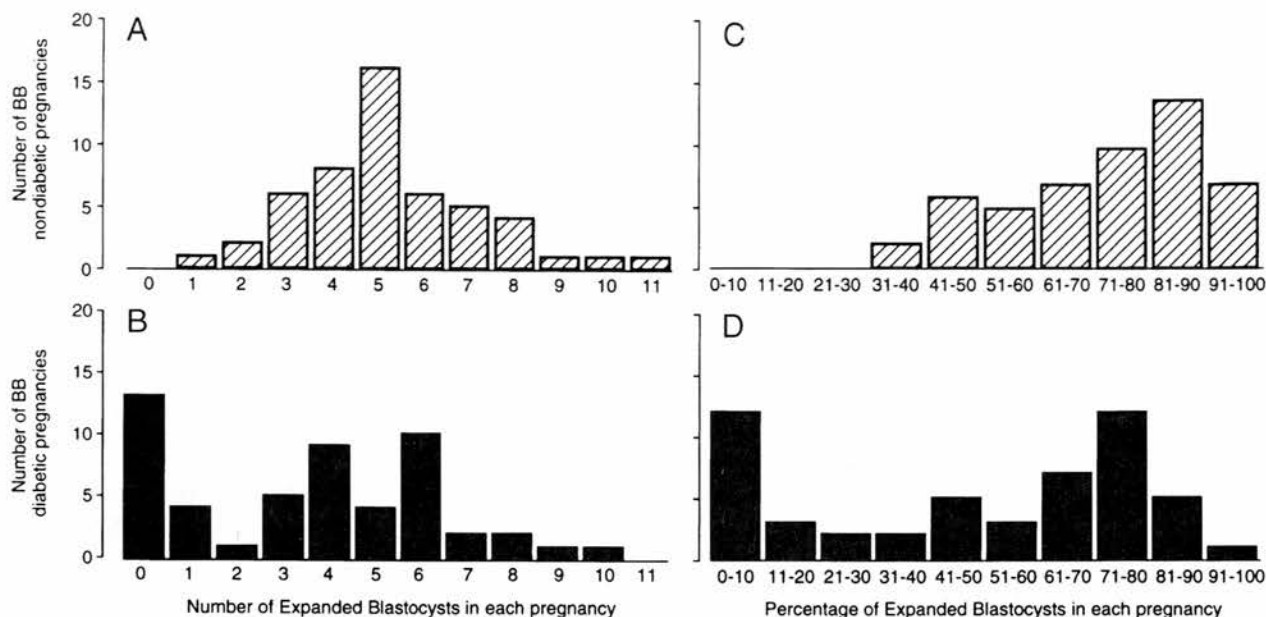 A
Number of BB
nondiabetic pregnancies
20
15
10
5
0
0 1 2 3 4 5 6 7 8 9 10 11
C
0-10 11-20 21-30 31-40 41-50 51-60 61-70 71-80 81-90 91-100
B
Number of BB
diabetic pregnancies
20
15
10
5
0
0 1 2 3 4 5 6 7 8 9 10 11
Number of Expanded Blastocysts in each pregnancy
D
0-10 11-20 21-30 31-40 41-50 51-60 61-70 71-80 81-90 91-100
Percentage of Expanded Blastocysts in each pregnancy